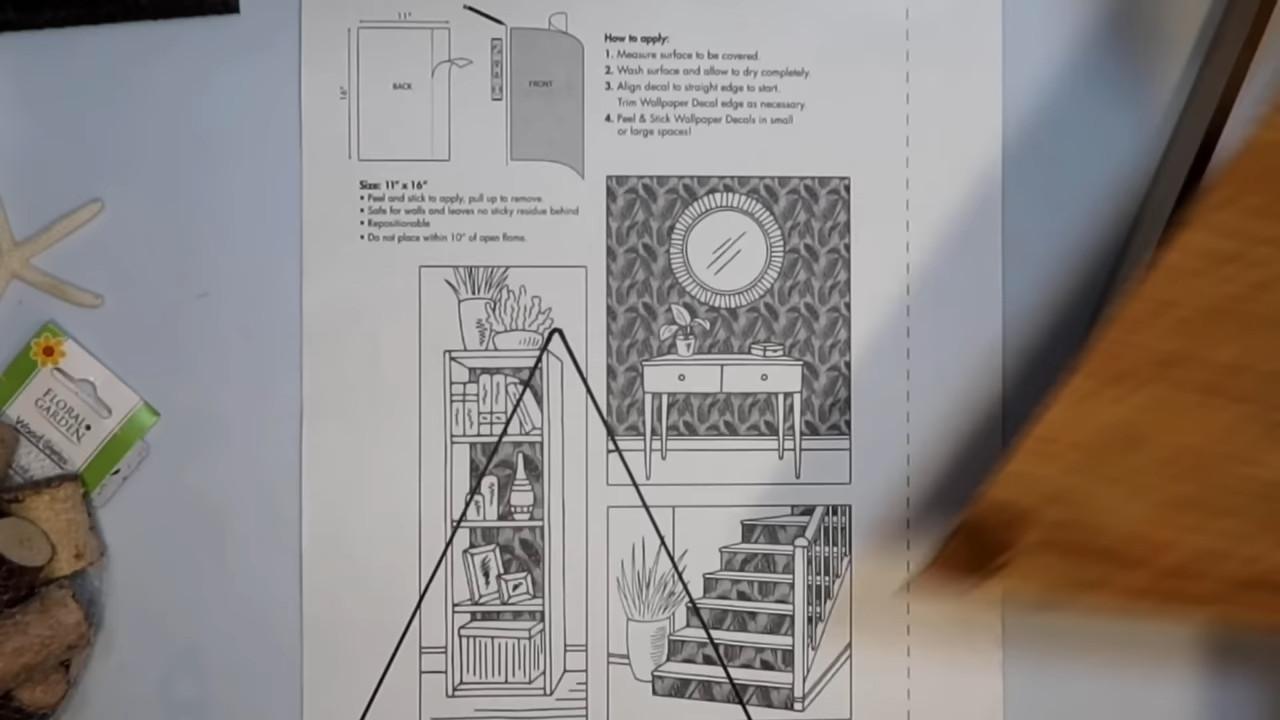 11"
16"
BACK
FRONT
How to apply:
1. Measure surface to be covered.
2. Wash surface and allow to dry completely.
3. Align decal to straight edge to start.
Trim Wallpaper Decal edge as necessary.
4. Peel & Stick Wallpaper Decals in small
or large spaces!
Size: 11" x 16"
• Peel and stick to apply, pull up to remove.
• Safe for walls and leaves no sticky residue behind
• Repositionable
• Do not place within 10" of open flame.
FLORAL
GARDEN